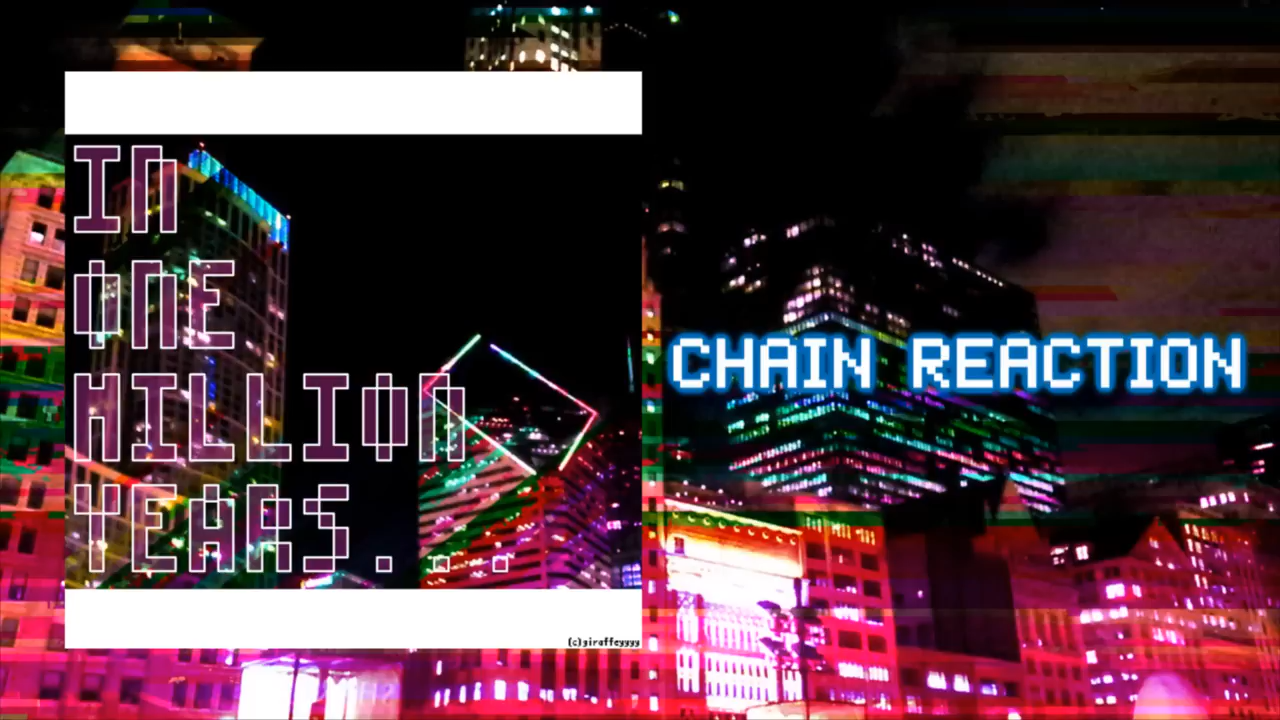 IN
ONE
MILLION
YEARS...
(c)giraffeyyyy
CHAIN REACTION